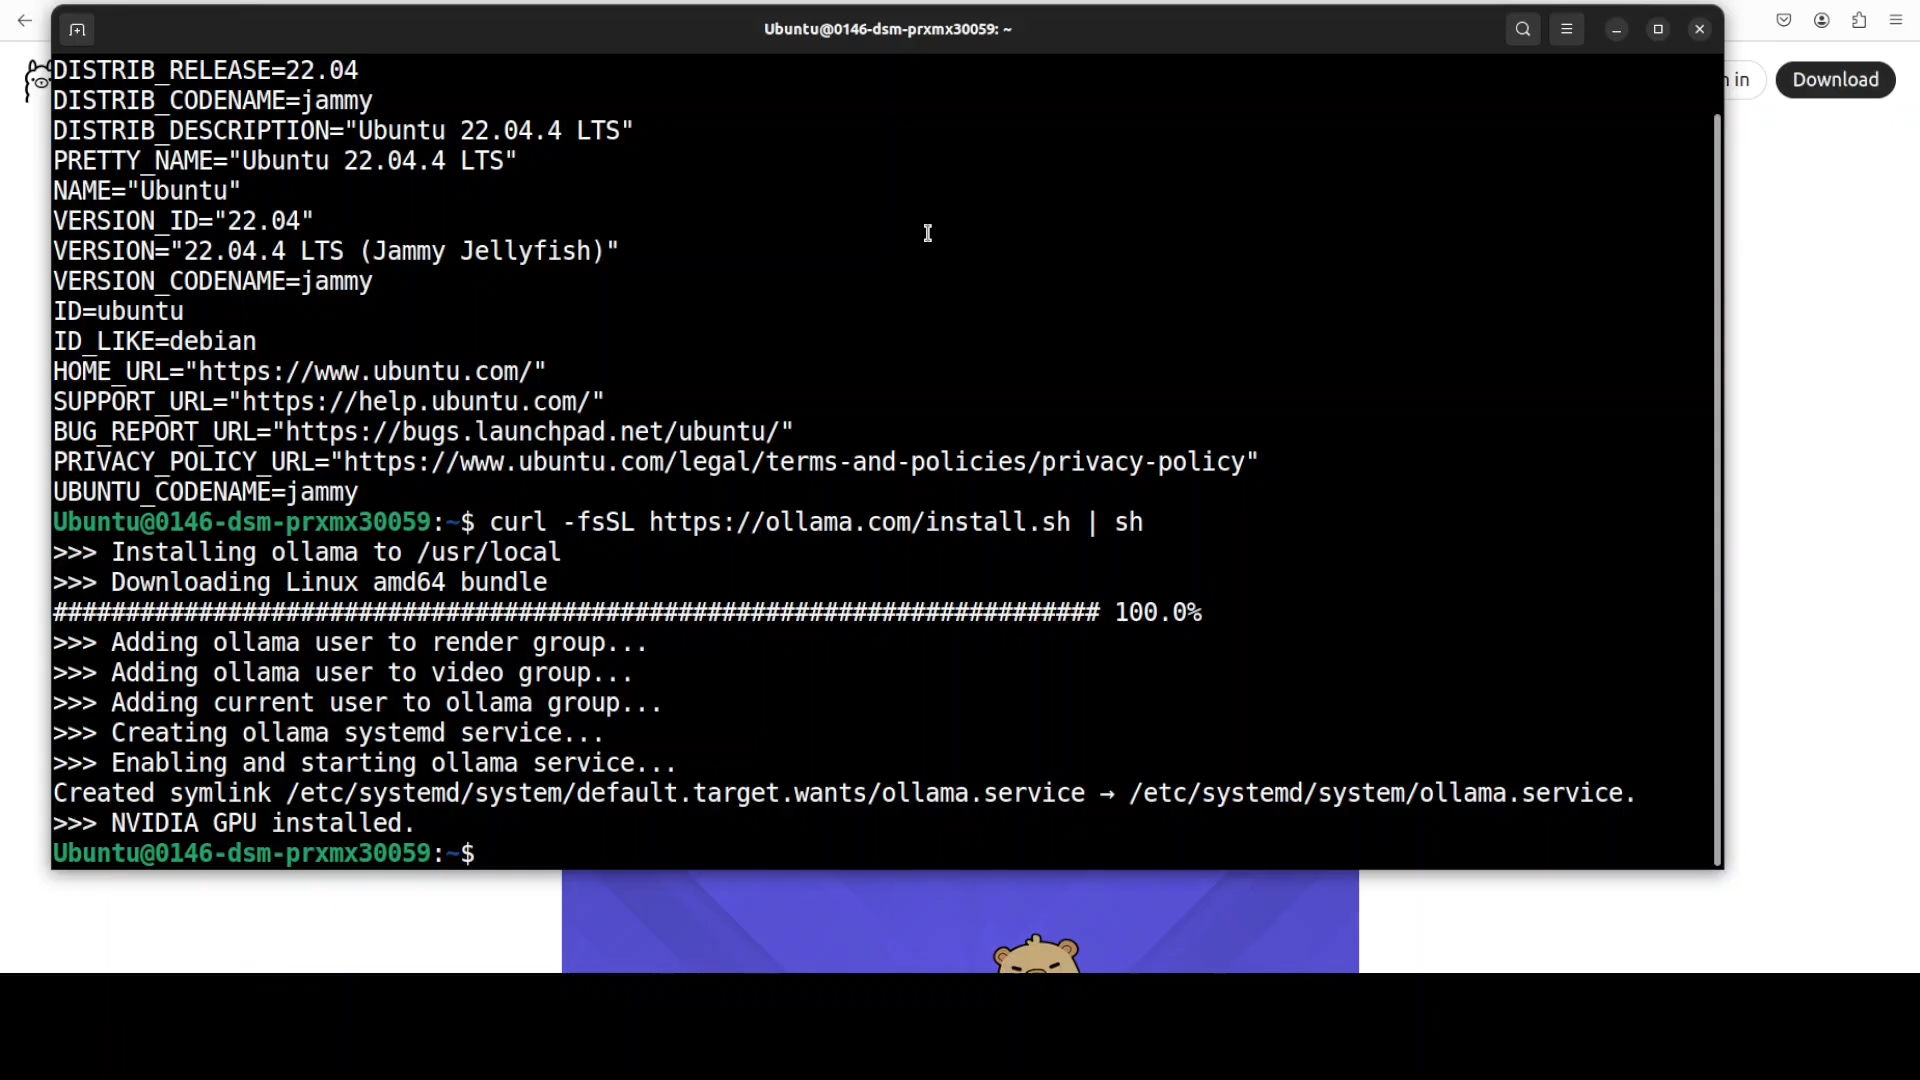 Ubuntu@0146-dsm-prxmx30059: ~
in
Download
DISTRIB_RELEASE=22.04
DISTRIB_CODENAME=jammy
DISTRIB_DESCRIPTION="Ubuntu 22.04.4 LTS"
PRETTY_NAME="Ubuntu 22.04.4 LTS"
NAME="Ubuntu"
VERSION_ID="22.04"
VERSION="22.04.4 LTS (Jammy Jellyfish)"
VERSION_CODENAME=jammy
ID=ubuntu
ID_LIKE=debian
HOME_URL="https://www.ubuntu.com/"
SUPPORT_URL="https://help.ubuntu.com/"
BUG_REPORT_URL="https://bugs.launchpad.net/ubuntu/"
PRIVACY_POLICY_URL="https://www.ubuntu.com/legal/terms-and-policies/privacy-policy"
UBUNTU_CODENAME=jammy
Ubuntu@0146-dsm-prxmx30059:~$ curl -fsSL https://ollama.com/install.sh | sh
>>> Installing ollama to /usr/local
>>> Downloading Linux amd64 bundle
######################################################################## 100.0%
>>> Adding ollama user to render group...
>>> Adding ollama user to video group...
>>> Adding current user to ollama group...
>>> Creating ollama systemd service...
>>> Enabling and starting ollama service...
Created symlink /etc/systemd/system/default.target.wants/ollama.service → /etc/systemd/system/ollama.service.
>>> NVIDIA GPU installed.
Ubuntu@0146-dsm-prxmx30059:~$